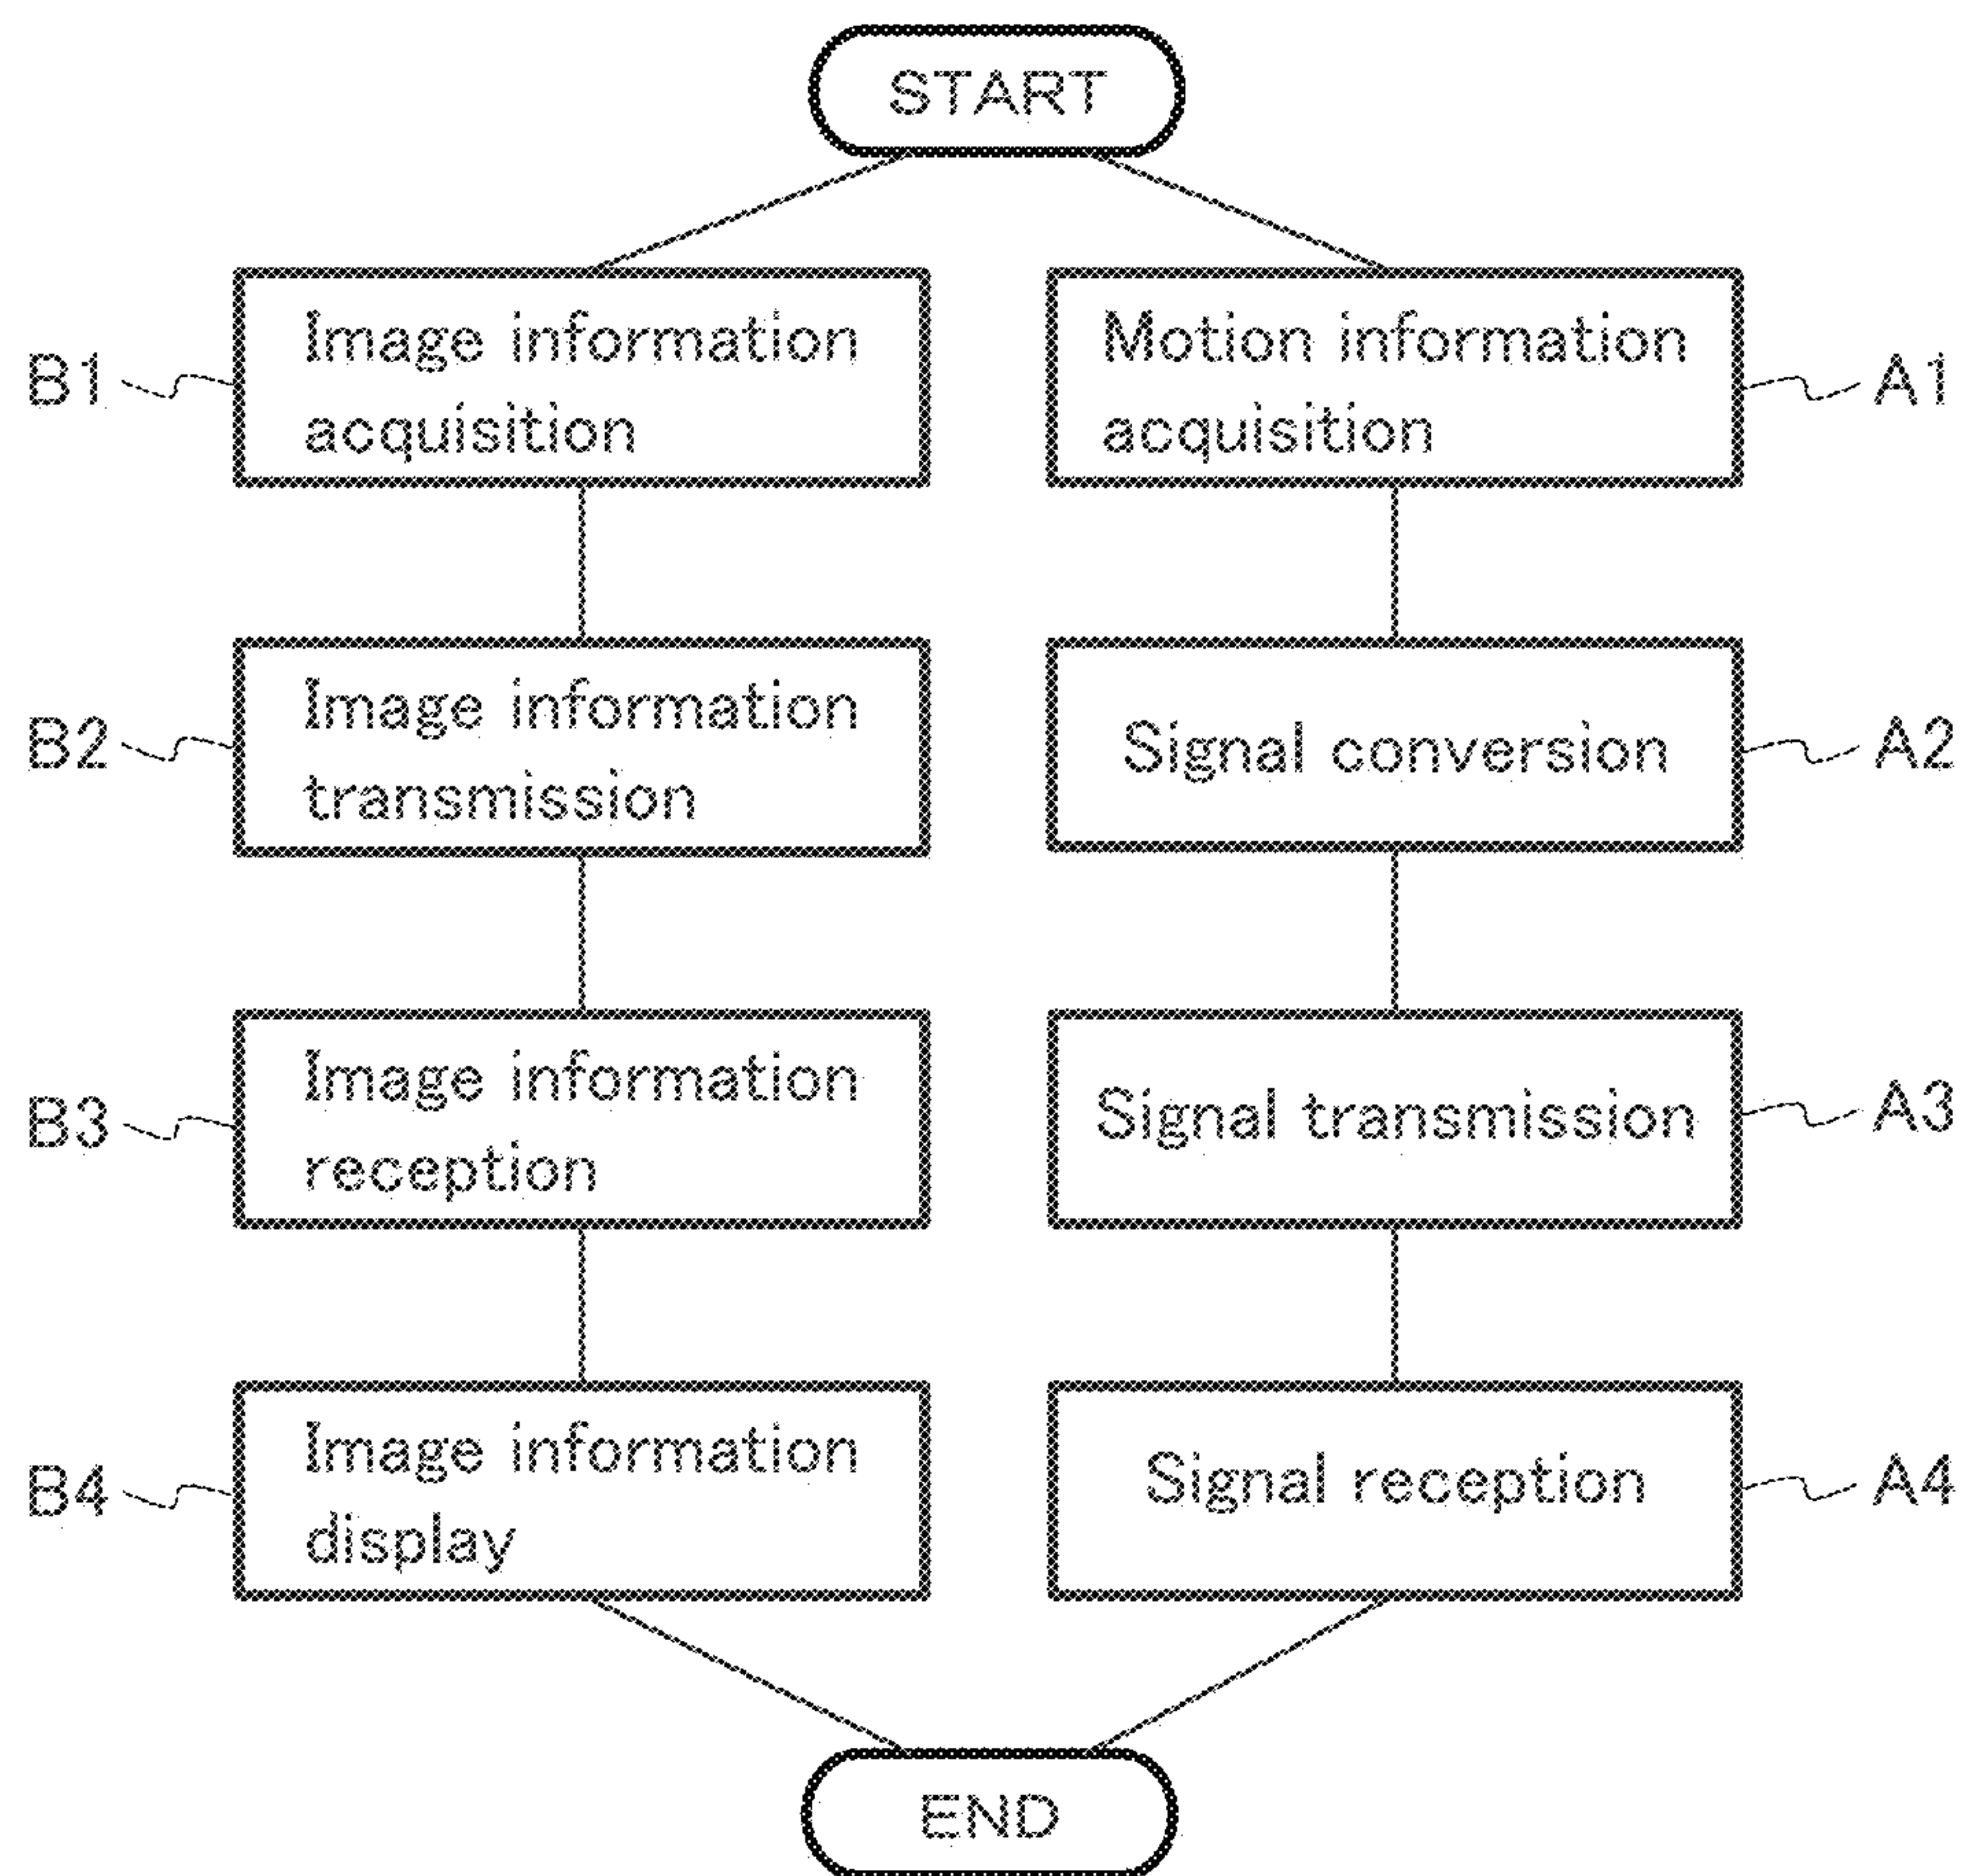 START
B1
Image information
acquisition
Motion information
acquisition
A1
B2
Image information
transmission
Signal conversion
A2
B3
Image information
reception
Signal transmission
A3
B4
Image information
display
Signal reception
A4
END